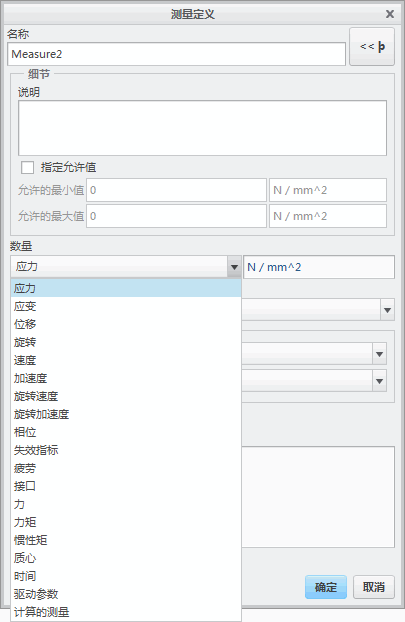 测量定义
名称
Measure2
<< þ
细节
说明
指定允许值
允许的最小值 0 N / mm^2
允许的最大值 0 N / mm^2
数量
应力 N / mm^2
应力
应变
位移
旋转
速度
加速度
旋转速度
旋转加速度
相位
失效指标
疲劳
接口
力
力矩
惯性矩
质心
时间
驱动参数
计算的测量
确定 取消